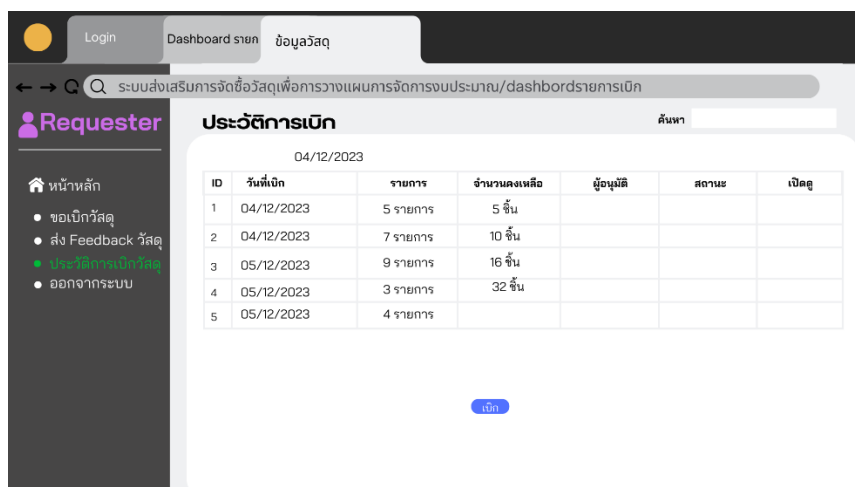 Login
Dashboard รายก
ข้อมูลวัสดุ
ระบบส่งเสริมการจัดซื้อวัสดุเพื่อการวางแผนการจัดการงบประมาณ/dashbordรายการเบิก
Requester
ประวัติการเบิก
ค้นหา
หน้าหลัก
ขอเบิกวัสดุ
ส่ง Feedback วัสดุ
ประวัติการเบิกวัสดุ
ออกจากระบบ
04/12/2023
ID วันที่เบิก รายการ จำนวนคงเหลือ ผู้อนุมัติ สถานะ เปิดดู
1 04/12/2023 5 รายการ 5 ชิ้น
2 04/12/2023 7 รายการ 10 ชิ้น
3 05/12/2023 9 รายการ 16 ชิ้น
4 05/12/2023 3 รายการ 32 ชิ้น
5 05/12/2023 4 รายการ
เบิก